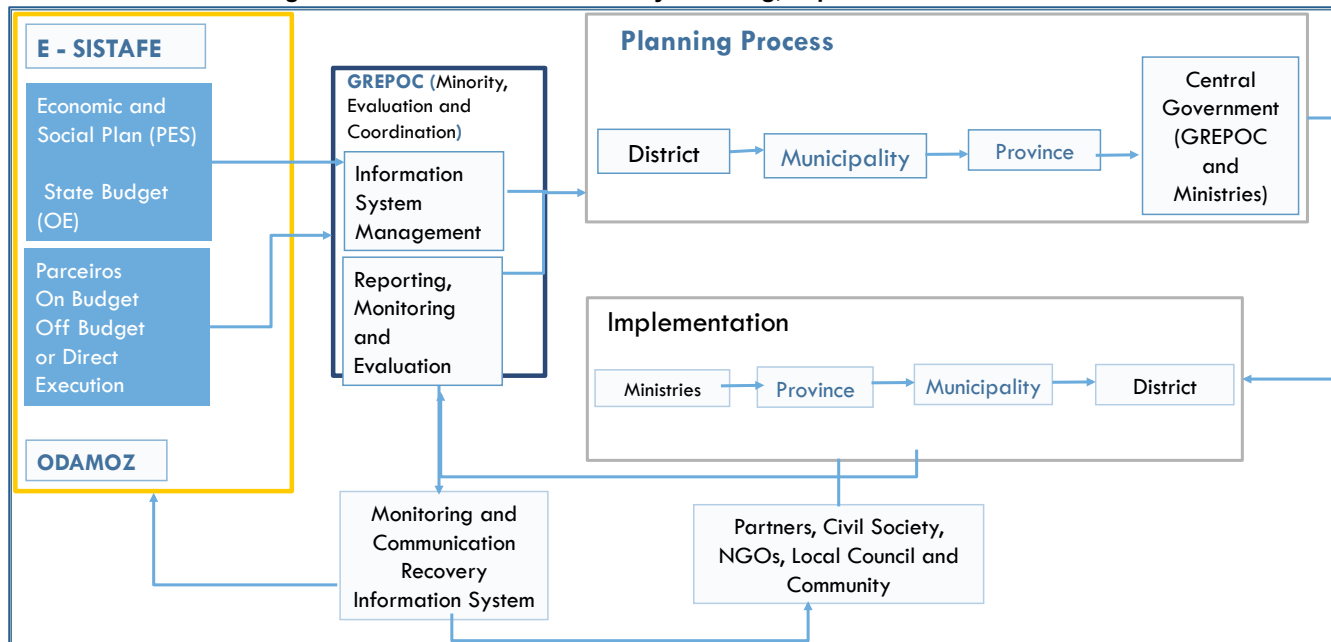 E - SISTAFE
Economic and
Social Plan (PES)
State Budget
(OE)
Parceiros
On Budget
Off Budget
or Direct
Execution
ODAMOZ
GREPOC (Minority,
Evaluation and
Coordination)
Information
System
Management
Reporting,
Monitoring
and
Evaluation
Planning Process
District
Municipality
Province
Central
Government
(GREPOC
and
Ministries)
Implementation
Ministries
Province
Municipality
District
Monitoring and
Communication
Recovery
Information System
Partners, Civil Society,
NGOs, Local Council and
Community